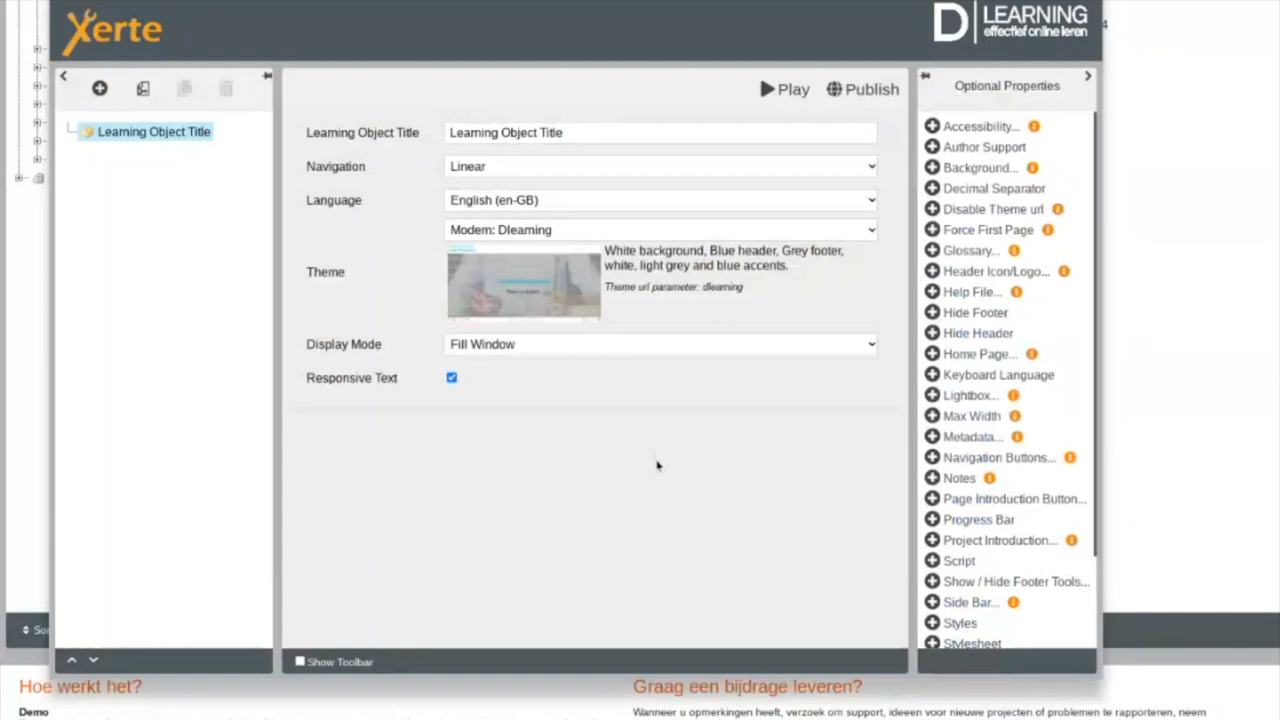 Xerte
D LEARNING
effectief online leren
4
Play
Publish
Optional Properties
Learning Object Title
Learning Object Title
Learning Object Title
Navigation
Linear
Language
English (en-GB)
Modern: Dlearning
Theme
White background, Blue header, Grey footer,
white, light grey and blue accents.
Theme url parameter: dlearning
Display Mode
Fill Window
Responsive Text
Accessibility...
Author Support
Background...
Decimal Separator
Disable Theme url
Force First Page
Glossary...
Header Icon/Logo...
Help File...
Hide Footer
Hide Header
Home Page...
Keyboard Language
Lightbox...
Max Width
Metadata...
Navigation Buttons...
Notes
Page Introduction Button...
Progress Bar
Project Introduction...
Script
Show / Hide Footer Tools...
Side Bar...
Styles
Stylesheet
Show Toolbar
Hoe werkt het?
Demo
Graag een bijdrage leveren?
Wanneer u opmerkingen heeft, verzoek om support, ideeen voor nieuwe projecten of problemen te rapporteren, neem